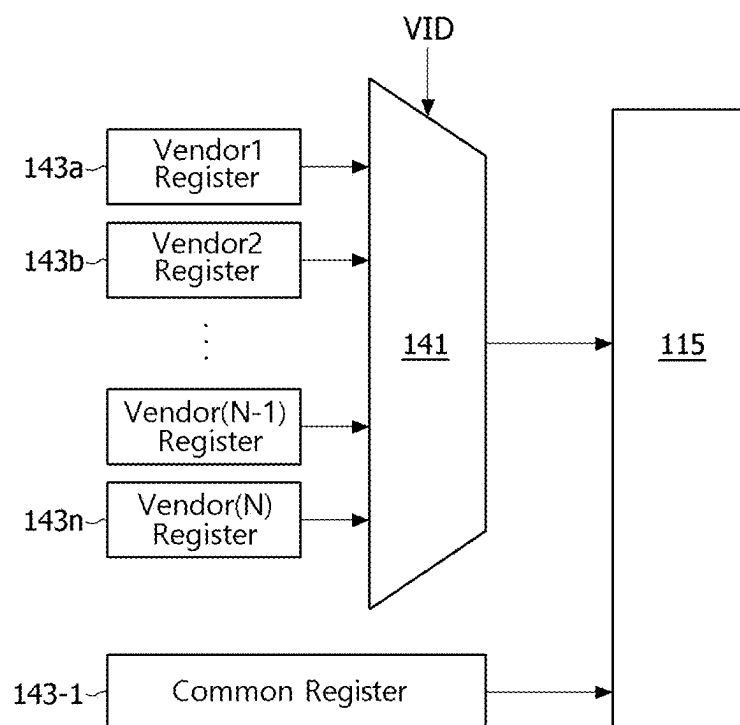 VID
143a
Vendor1
Register
143b
Vendor2
Register
141
115
Vendor(N-1)
Register
143n
Vendor(N)
Register
143-1
Common Register